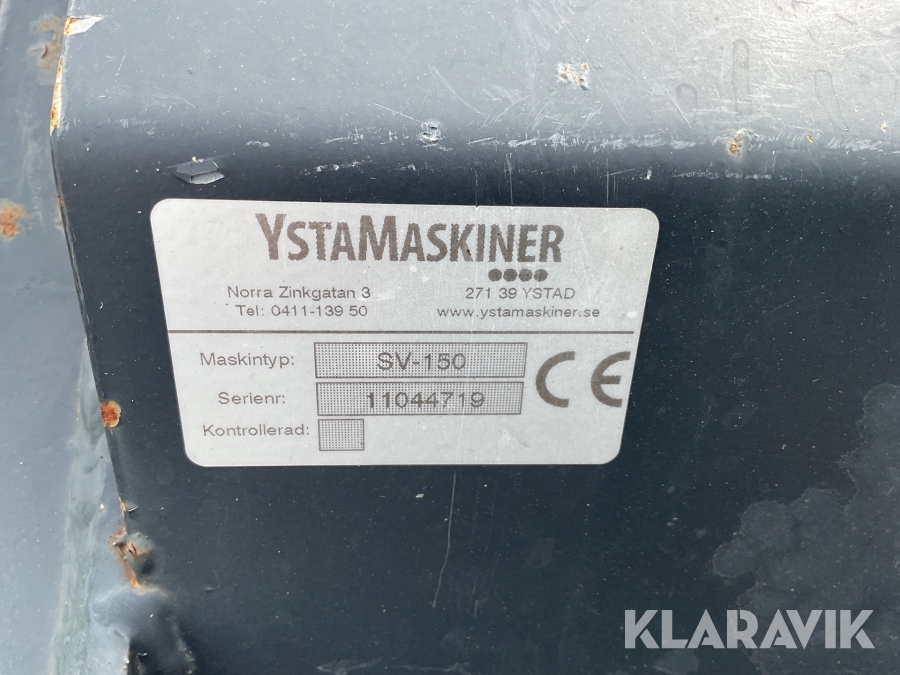 YSTAMASKINER
Norra Zinkgatan 3 271 39 YSTAD
Tel: 0411-139 50 www.ystamaskiner.se
Maskintyp: SV-150
Serienr: 11044719
CE
Kontrollerad:
KLARAVIK